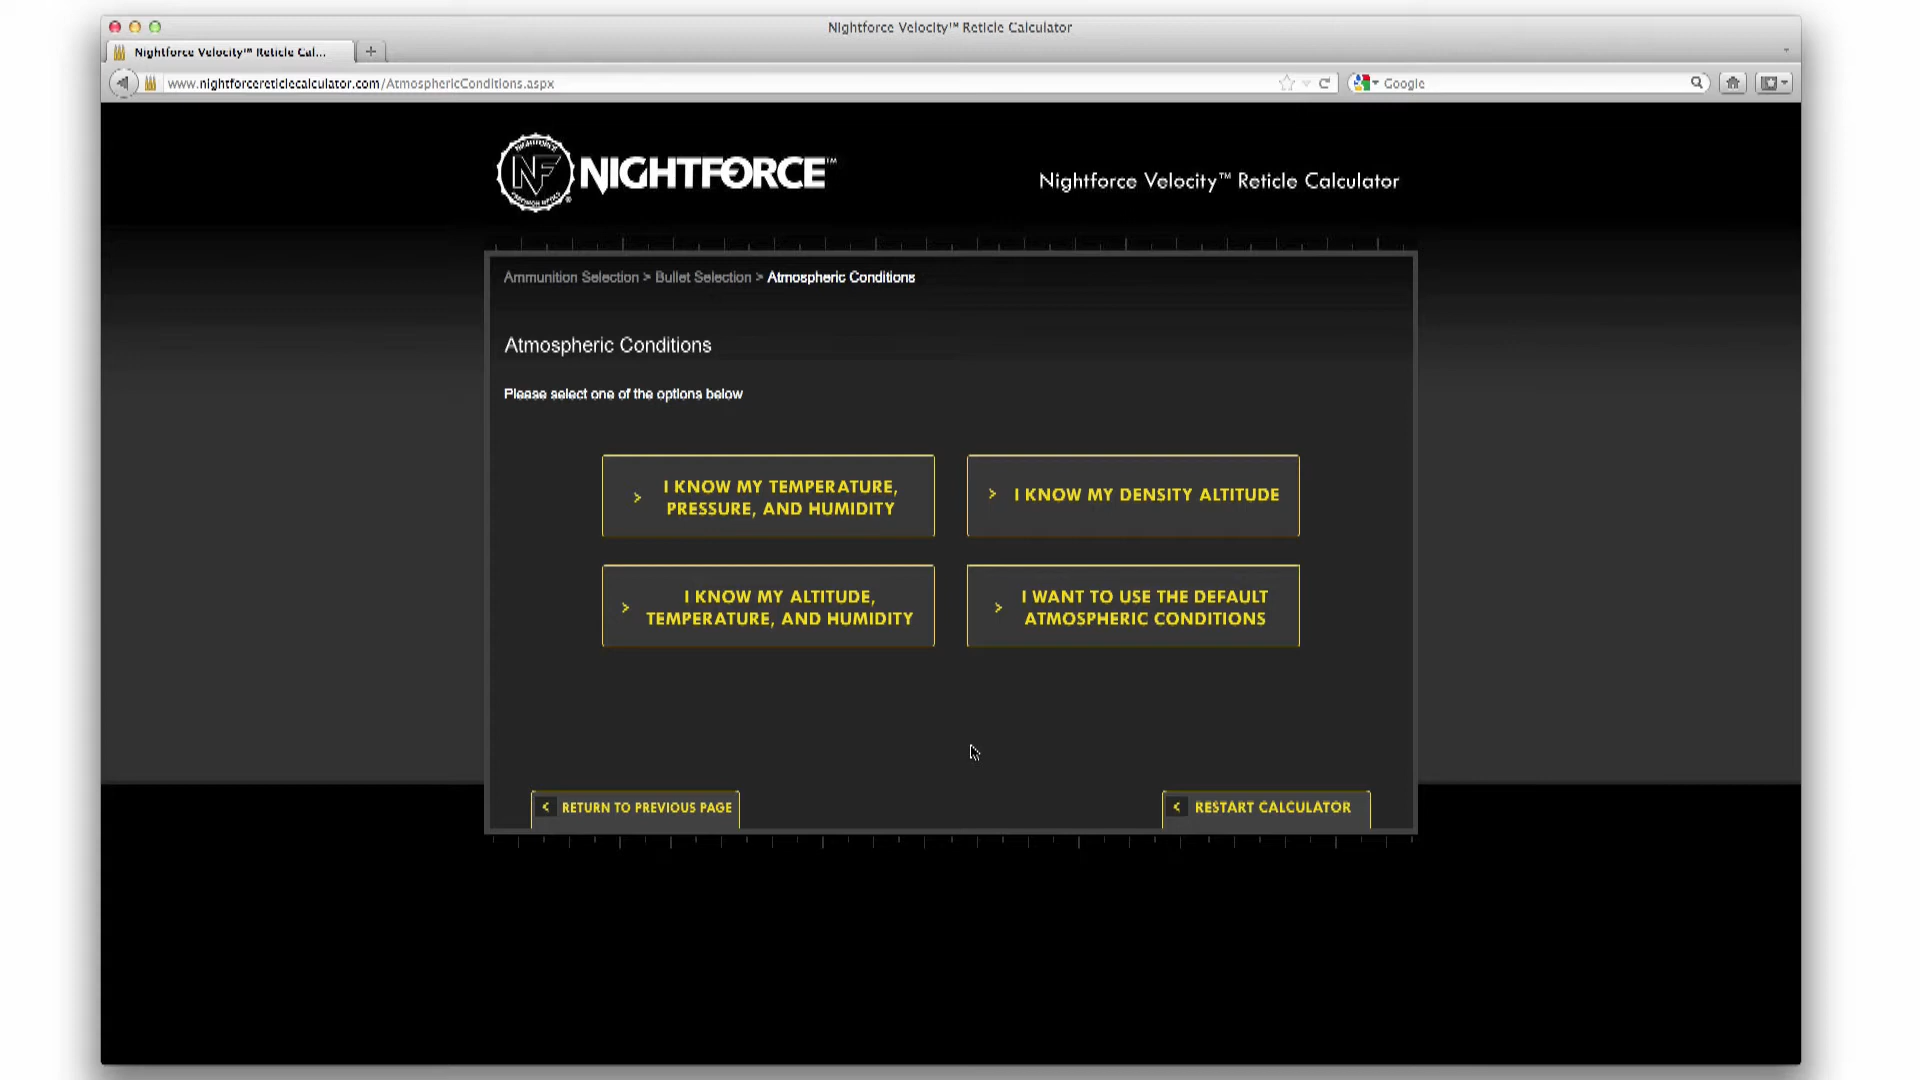 Nightforce Velocity™ Reticle Calculator
Nightforce Velocity™ Reticle Cal...
www.nightforcereticlecalculator.com/AtmosphericConditions.aspx
Google
NF
NIGHTFORCE™
Nightforce Velocity™ Reticle Calculator
Ammunition Selection > Bullet Selection > Atmospheric Conditions
Atmospheric Conditions
Please select one of the options below
> I KNOW MY TEMPERATURE,
PRESSURE, AND HUMIDITY
> I KNOW MY DENSITY ALTITUDE
> I KNOW MY ALTITUDE,
TEMPERATURE, AND HUMIDITY
> I WANT TO USE THE DEFAULT
ATMOSPHERIC CONDITIONS
< RETURN TO PREVIOUS PAGE
< RESTART CALCULATOR